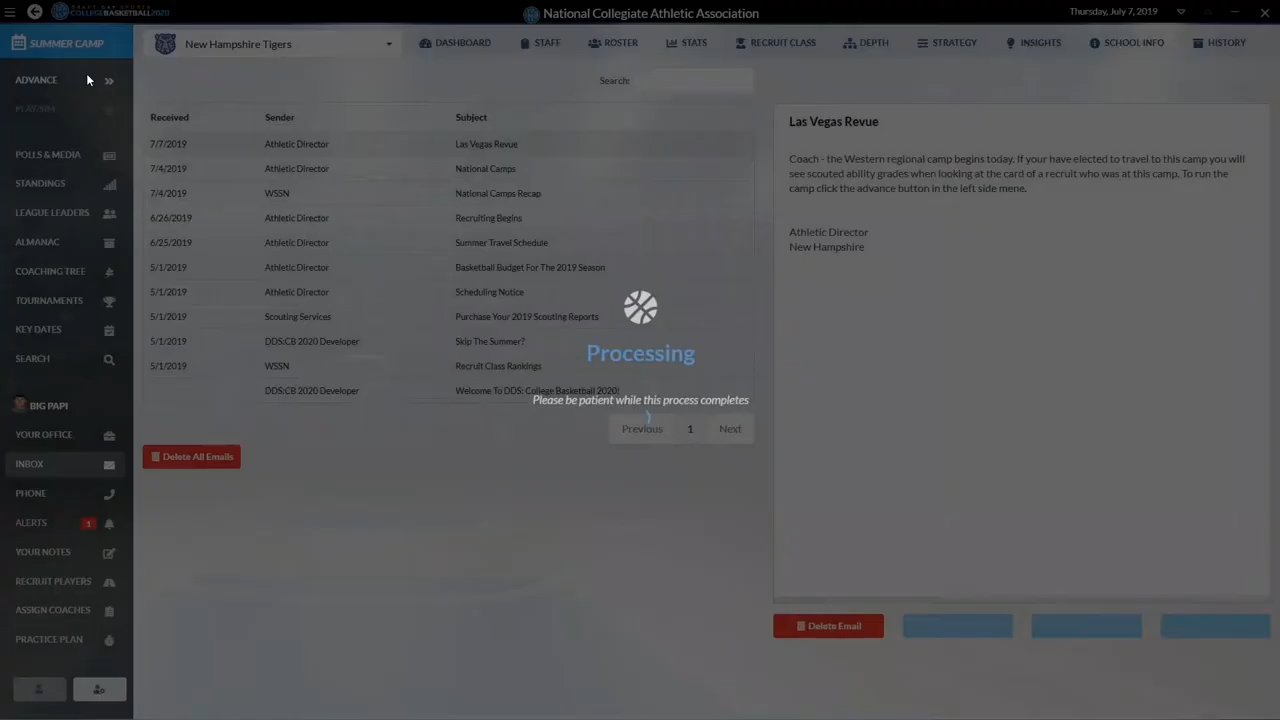 DRAFT DAY SPORTS
COLLEGE BASKETBALL 2020
National Collegiate Athletic Association
Thursday, July 7, 2019
SUMMER CAMP
New Hampshire Tigers
DASHBOARD
STAFF
ROSTER
STATS
RECRUIT CLASS
DEPTH
STRATEGY
INSIGHTS
SCHOOL INFO
HISTORY
ADVANCE
PLAY/SIM
POLLS & MEDIA
STANDINGS
LEAGUE LEADERS
ALMANAC
COACHING TREE
TOURNAMENTS
KEY DATES
SEARCH
BIG PAPI
YOUR OFFICE
INBOX
PHONE
ALERTS 1
YOUR NOTES
RECRUIT PLAYERS
ASSIGN COACHES
PRACTICE PLAN
Search:
Received Sender Subject
7/7/2019 Athletic Director Las Vegas Revue
7/4/2019 Athletic Director National Camps
7/4/2019 WSSN National Camps Recap
6/26/2019 Athletic Director Recruiting Begins
6/25/2019 Athletic Director Summer Travel Schedule
5/1/2019 Athletic Director Basketball Budget For The 2019 Season
5/1/2019 Athletic Director Scheduling Notice
5/1/2019 Scouting Services Purchase Your 2019 Scouting Reports
5/1/2019 DDS:CB 2020 Developer Skip The Summer?
5/1/2019 WSSN Recruit Class Rankings
DDS:CB 2020 Developer Welcome To DDS: College Basketball 2020!
Previous 1 Next
Delete All Emails
Processing
Please be patient while this process completes
Las Vegas Revue
Coach - the Western regional camp begins today. If your have elected to travel to this camp you will
see scouted ability grades when looking at the card of a recruit who was at this camp. To run the
camp click the advance button in the left side mene.
Athletic Director
New Hampshire
Delete Email